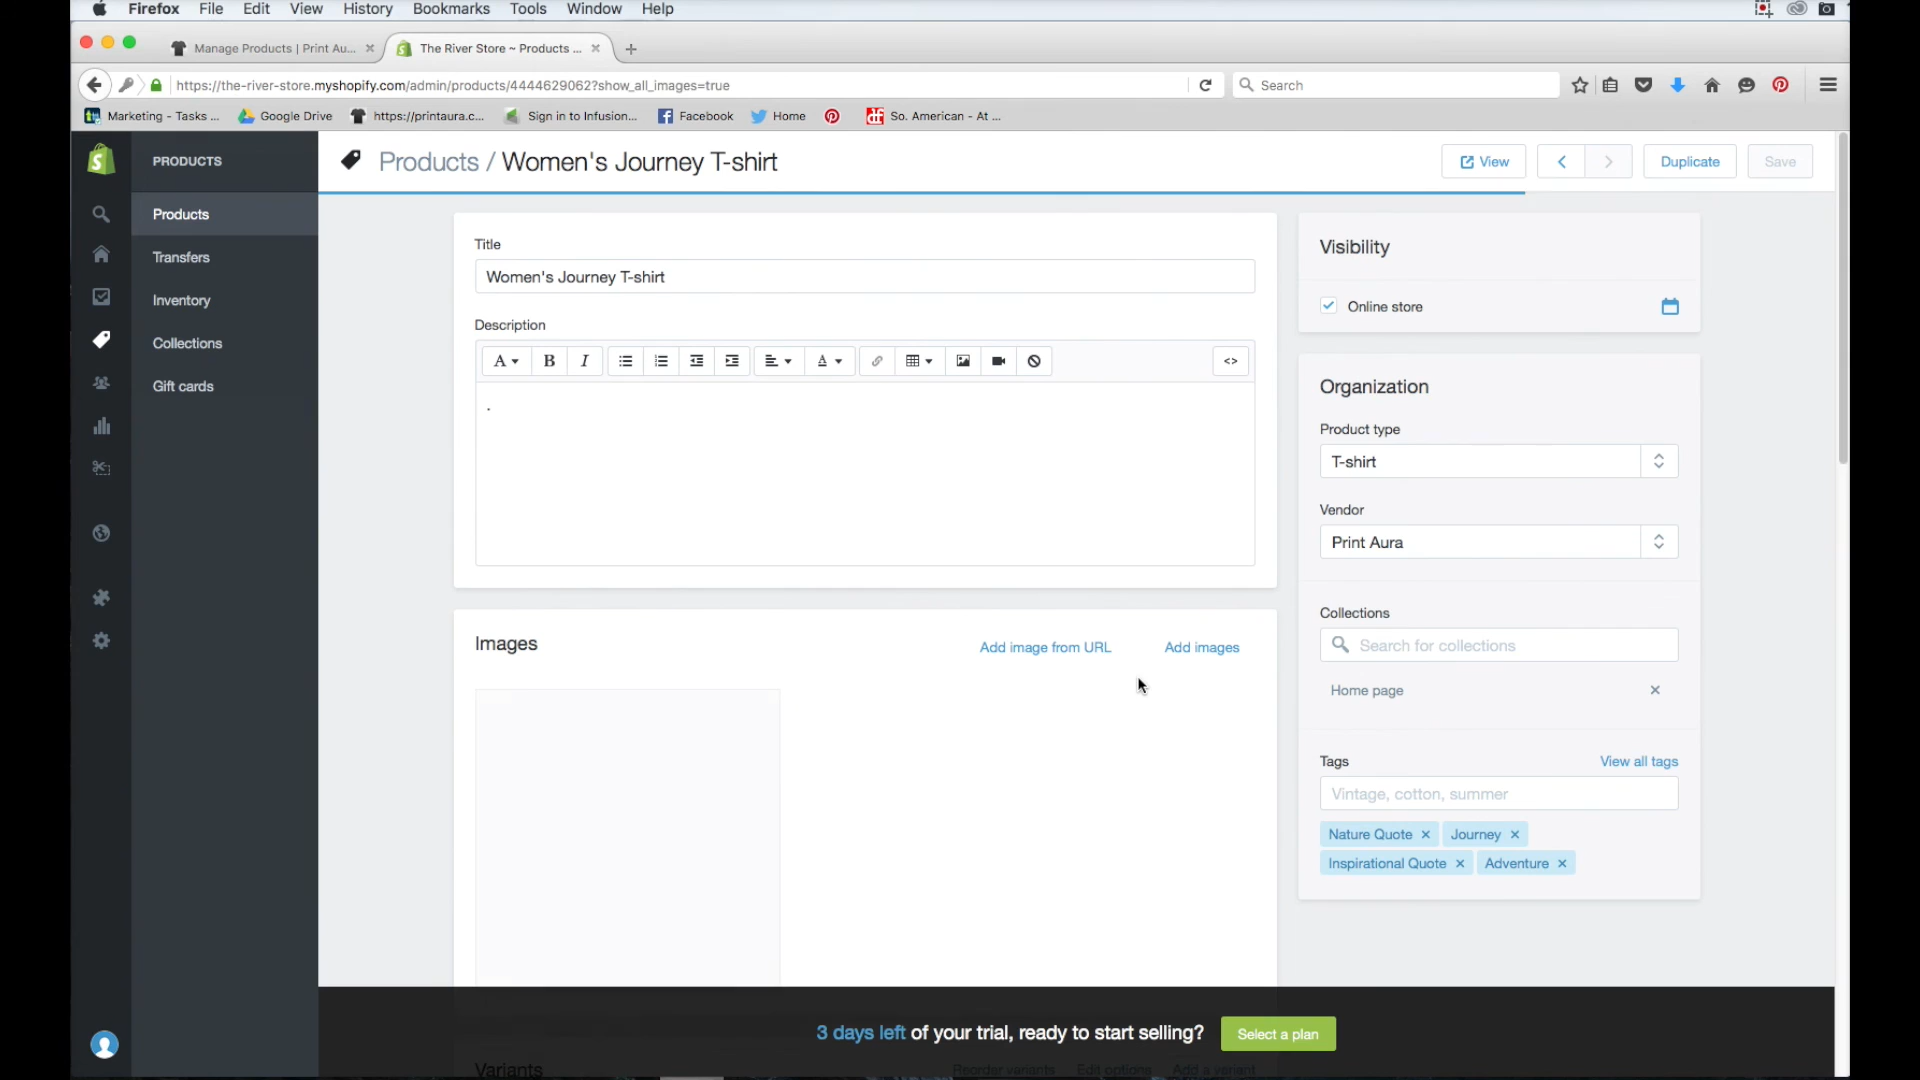 Firefox File Edit View History Bookmarks Tools Window Help
Manage Products | Print Au...
The River Store ~ Products ...
https://the-river-store.myshopify.com/admin/products/4444629062?show_all_images=true
Search
Marketing - Tasks ... Google Drive https://printaura.c... Sign in to Infusion... Facebook Home So. American - At ...
PRODUCTS
Products / Women's Journey T-shirt
View
Duplicate
Save
Products
Transfers
Inventory
Collections
Gift cards
Title
Women's Journey T-shirt
Description
A B I A <>
.
Images
Add image from URL
Add images
Visibility
Online store
Organization
Product type
T-shirt
Vendor
Print Aura
Collections
Search for collections
Home page
Tags
View all tags
Vintage, cotton, summer
Nature Quote Journey
Inspirational Quote Adventure
3 days left of your trial, ready to start selling?
Select a plan
Variants
Reorder variants Edit options Add a variant